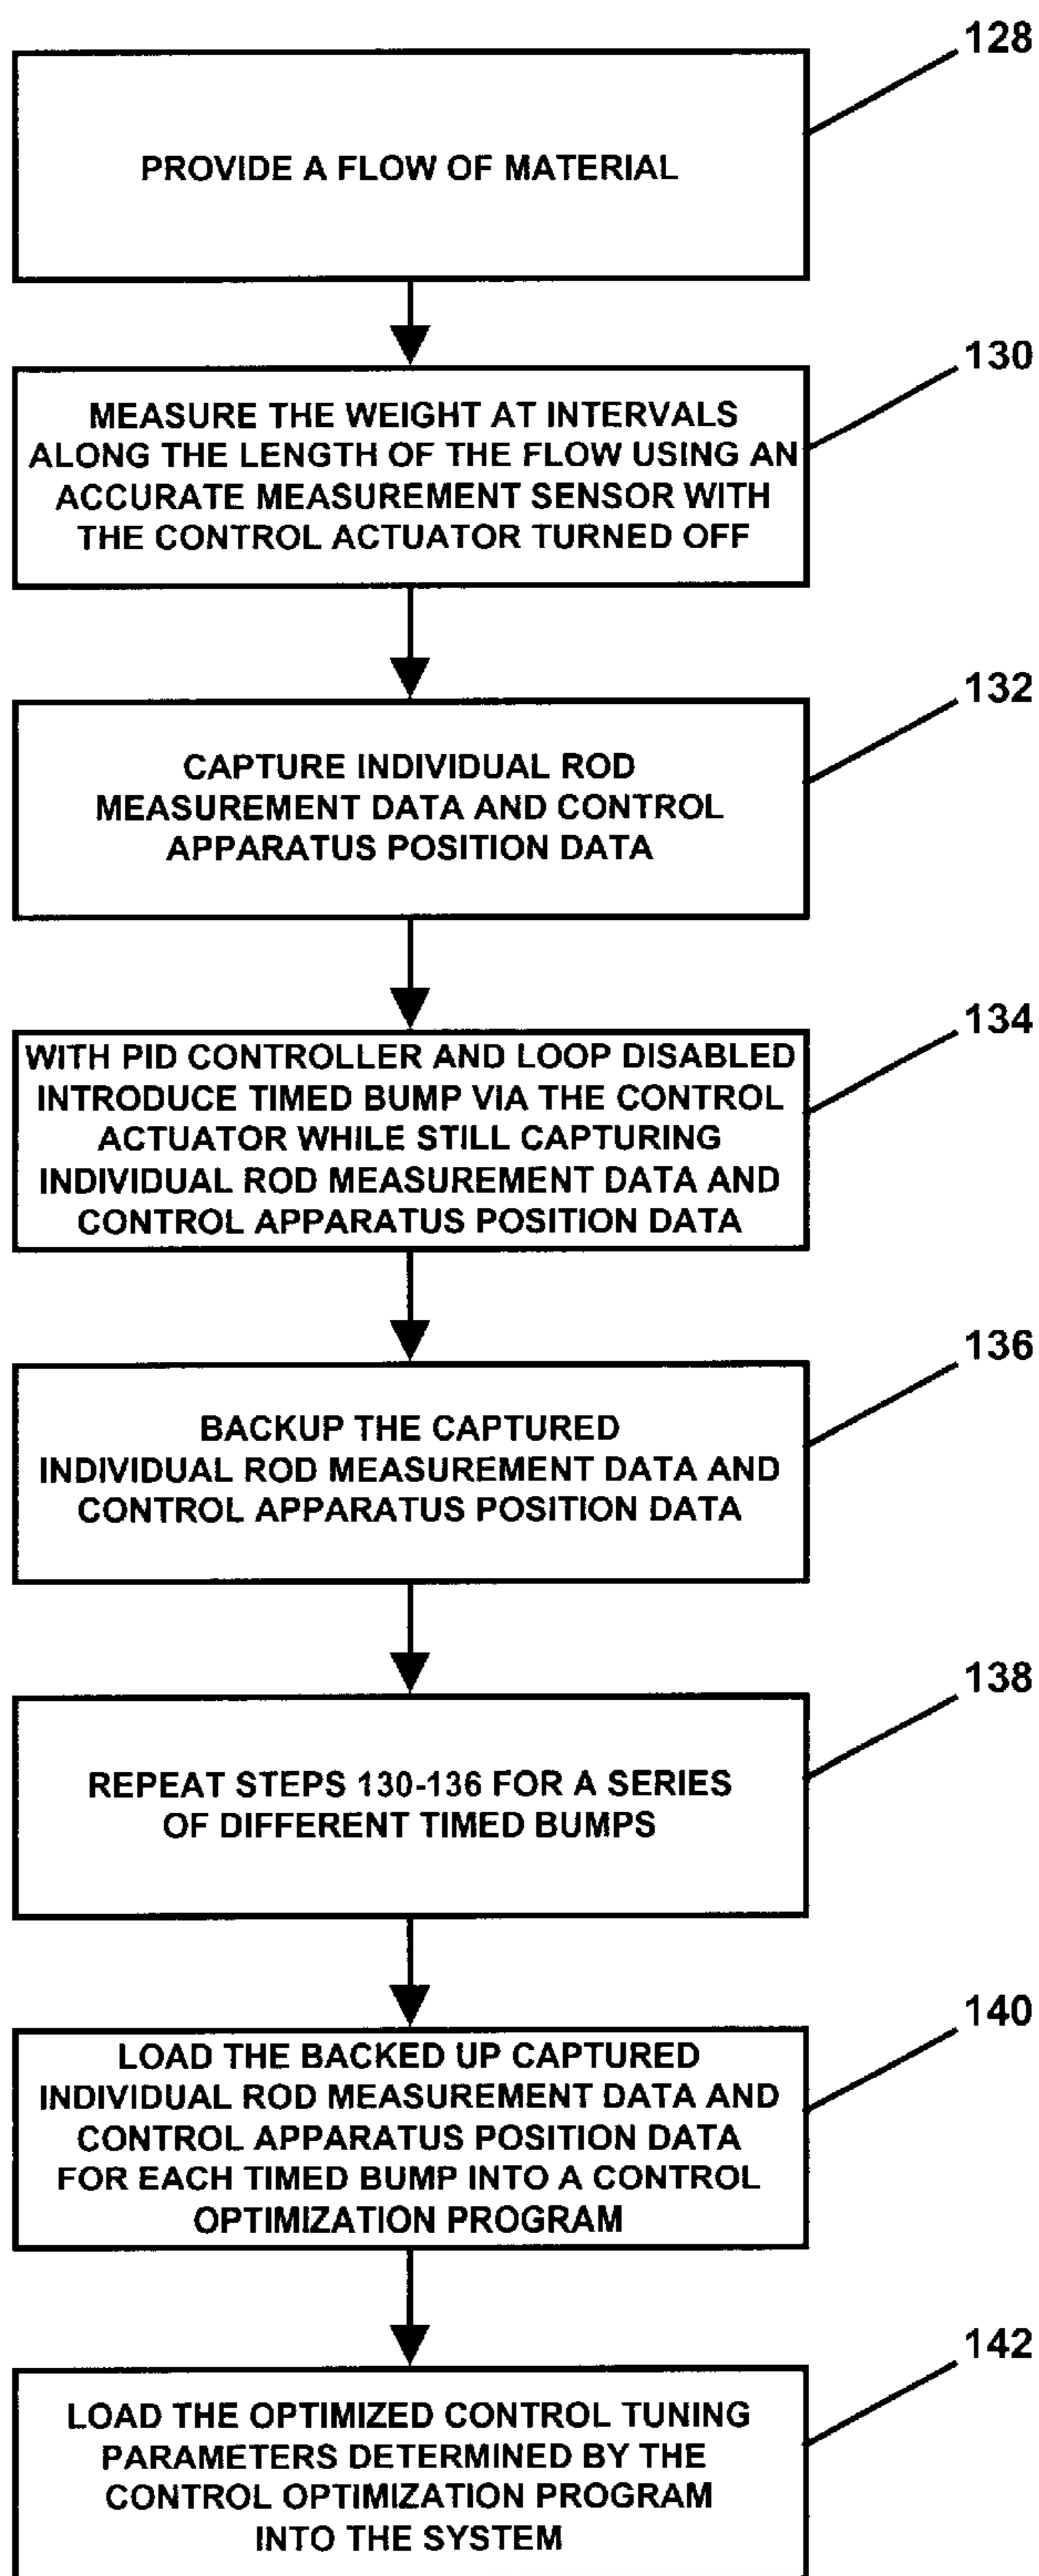 128
PROVIDE A FLOW OF MATERIAL
130
MEASURE THE WEIGHT AT INTERVALS
ALONG THE LENGTH OF THE FLOW USING AN
ACCURATE MEASUREMENT SENSOR WITH
THE CONTROL ACTUATOR TURNED OFF
132
CAPTURE INDIVIDUAL ROD
MEASUREMENT DATA AND CONTROL
APPARATUS POSITION DATA
134
WITH PID CONTROLLER AND LOOP DISABLED
INTRODUCE TIMED BUMP VIA THE CONTROL
ACTUATOR WHILE STILL CAPTURING
INDIVIDUAL ROD MEASUREMENT DATA AND
CONTROL APPARATUS POSITION DATA
136
BACKUP THE CAPTURED
INDIVIDUAL ROD MEASUREMENT DATA AND
CONTROL APPARATUS POSITION DATA
138
REPEAT STEPS 130-136 FOR A SERIES
OF DIFFERENT TIMED BUMPS
140
LOAD THE BACKED UP CAPTURED
INDIVIDUAL ROD MEASUREMENT DATA AND
CONTROL APPARATUS POSITION DATA
FOR EACH TIMED BUMP INTO A CONTROL
OPTIMIZATION PROGRAM
142
LOAD THE OPTIMIZED CONTROL TUNING
PARAMETERS DETERMINED BY THE
CONTROL OPTIMIZATION PROGRAM
INTO THE SYSTEM